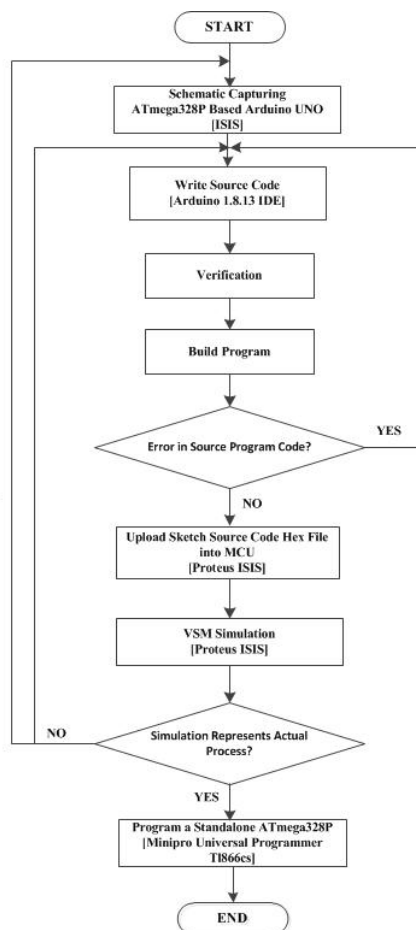 START
Schematic Capturing
ATmega328P Based Arduino UNO
[ISIS]
Write Source Code
[Arduino 1.8.13 IDE]
Verification
Build Program
Error in Source Program Code?
YES
NO
Upload Sketch Source Code Hex File
into MCU
[Proteus ISIS]
VSM Simulation
[Proteus ISIS]
NO
Simulation Represents Actual
Process?
YES
Program a Standalone ATmega328P
[Minipro Universal Programmer
Tl866cs]
END